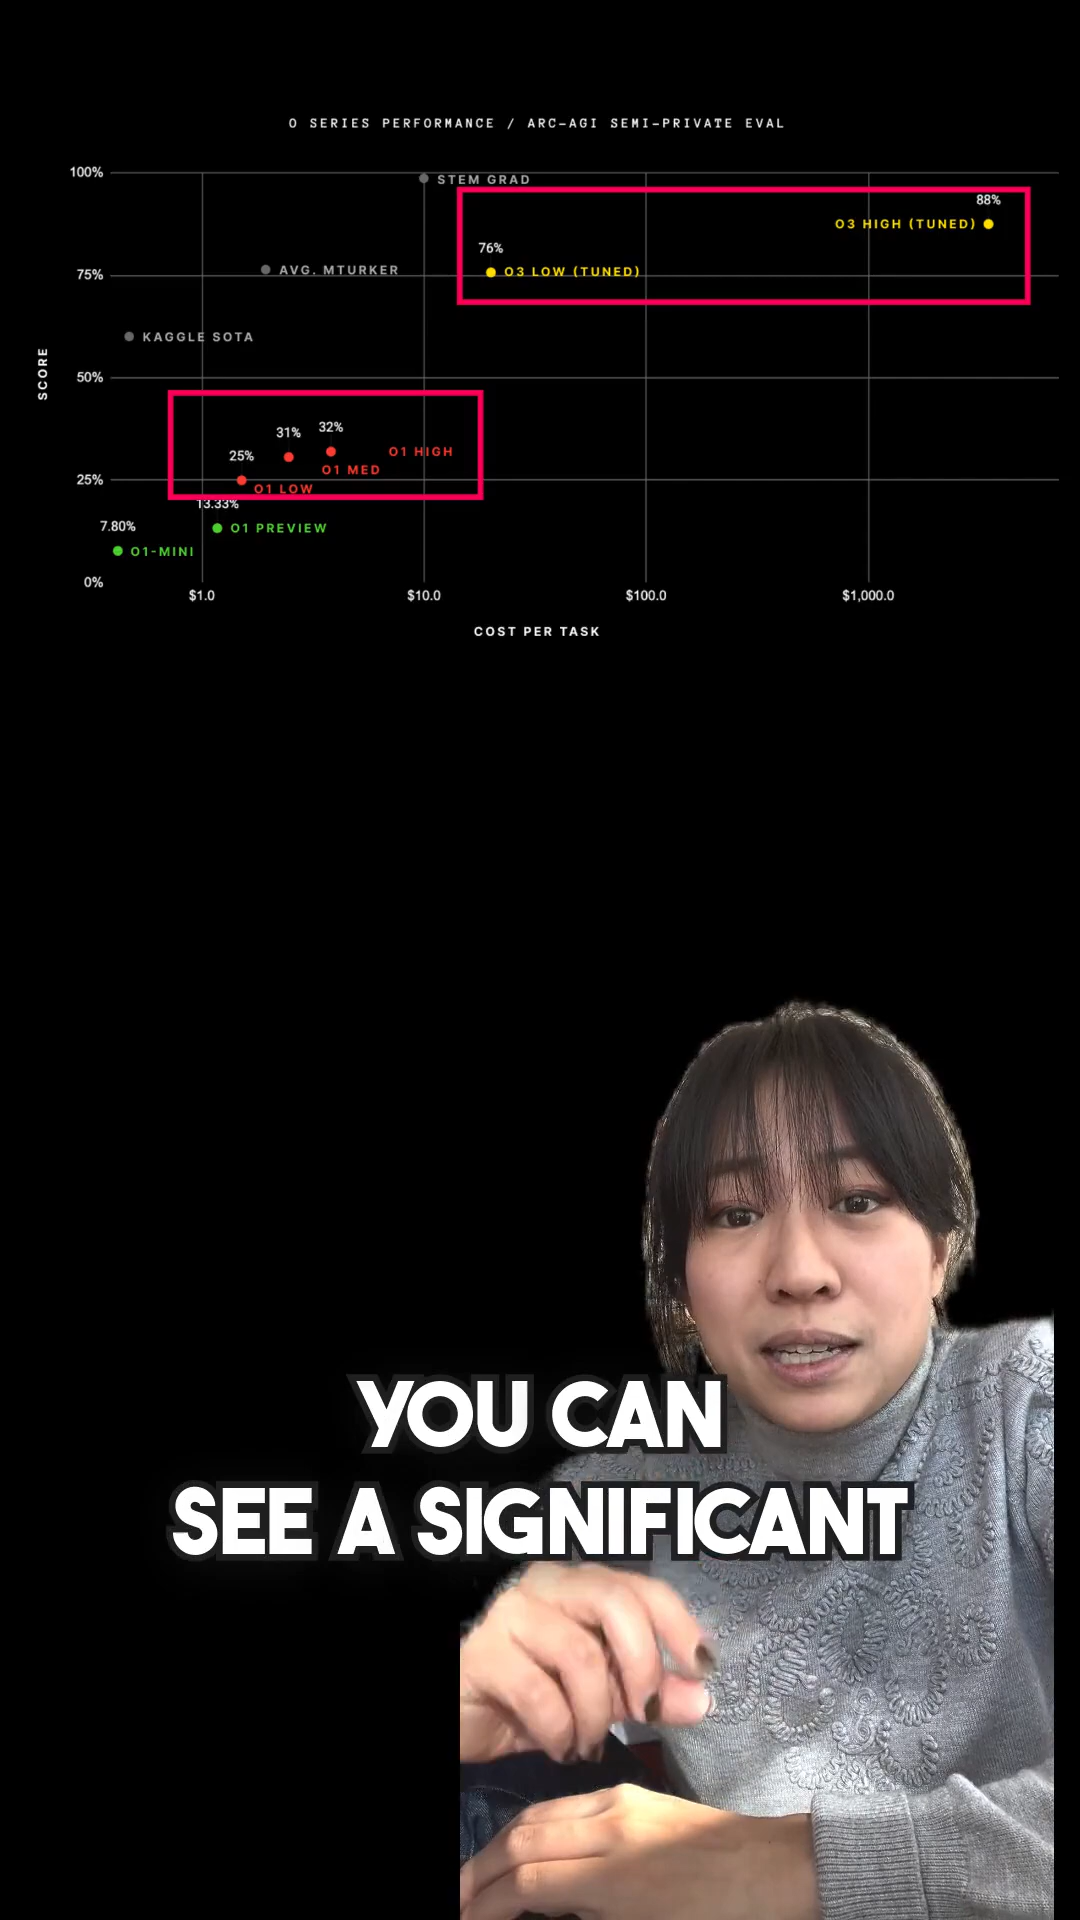 O SERIES PERFORMANCE / ARC-AGI SEMI-PRIVATE EVAL
100%
STEM GRAD
88%
O3 HIGH (TUNED)
76%
O3 LOW (TUNED)
AVG. MTURKER
75%
KAGGLE SOTA
SCORE
50%
32%
31%
O1 HIGH
25%
O1 MED
25%
O1 LOW
13.33%
7.80%
O1 PREVIEW
O1-MINI
0%
$1.0
$10.0
$100.0
$1,000.0
COST PER TASK
YOU CAN
SEE A SIGNIFICANT